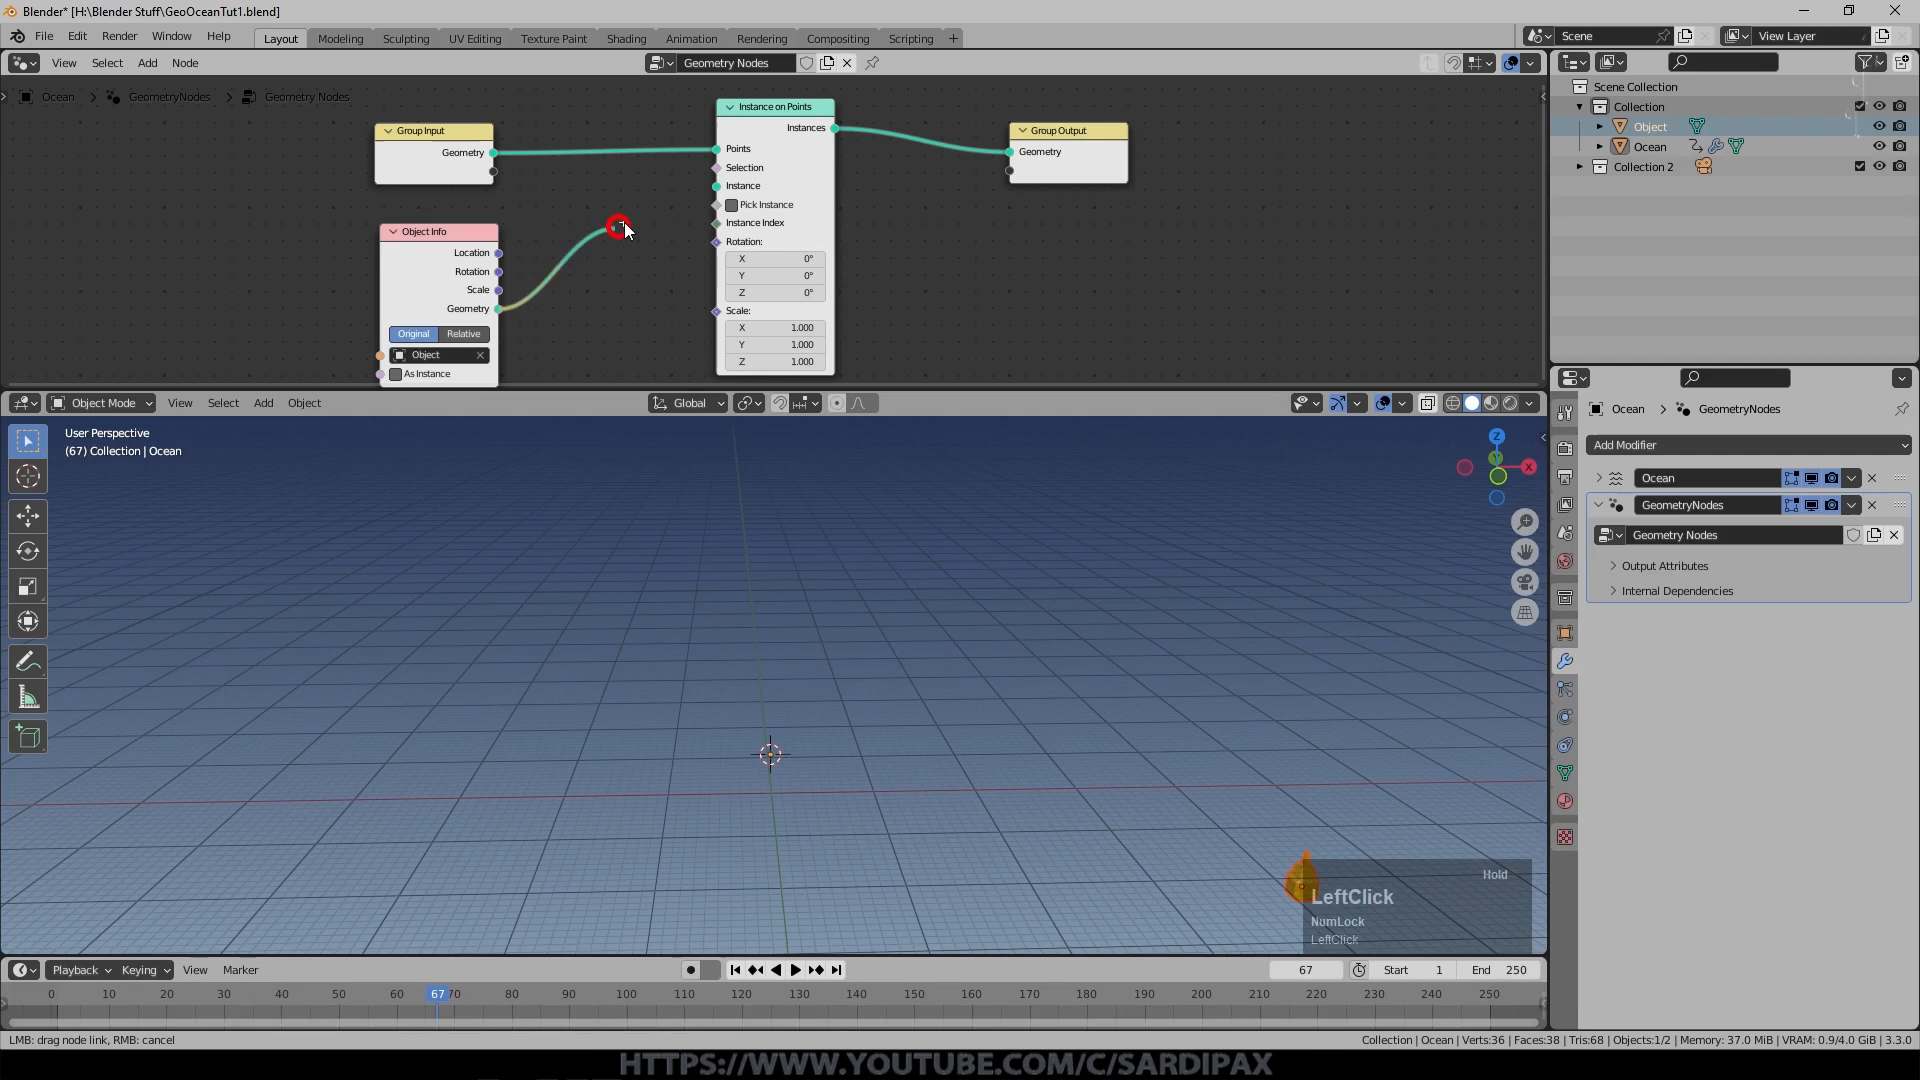 Blender* [H:\Blender Stuff\GeoOceanTut1.blend]
File Edit Render Window Help Layout Modeling Sculpting UV Editing Texture Paint Shading Animation Rendering Compositing Scripting + Scene View Layer
View Select Add Node Geometry Nodes
Ocean > GeometryNodes > Geometry Nodes
Scene Collection
Collection
Object
Ocean
Collection 2
Group Input
Geometry
Object Info
Location
Rotation
Scale
Geometry
Original Relative
Object
As Instance
Instance on Points
Instances
Points
Selection
Instance
Pick Instance
Instance Index
Rotation:
X 0°
Y 0°
Z 0°
Scale:
X 1.000
Y 1.000
Z 1.000
Group Output
Geometry
Object Mode View Select Add Object Global
User Perspective
(67) Collection | Ocean
Z
Y
X
Ocean > GeometryNodes
Add Modifier
Ocean
GeometryNodes
Geometry Nodes
Output Attributes
Internal Dependencies
Hold
LeftClick
NumLock
LeftClick
Playback Keying View Marker 67 Start 1 End 250
0 10 20 30 40 50 60 67 70 80 90 100 110 120 130 140 150 160 170 180 190 200 210 220 230 240 250
LMB: drag node link, RMB: cancel
Collection | Ocean | Verts:36 | Faces:38 | Tris:68 | Objects:1/2 | Memory: 37.0 MiB | VRAM: 0.9/4.0 GiB | 3.3.0
HTTPS://WWW.YOUTUBE.COM/C/SARDIPAX